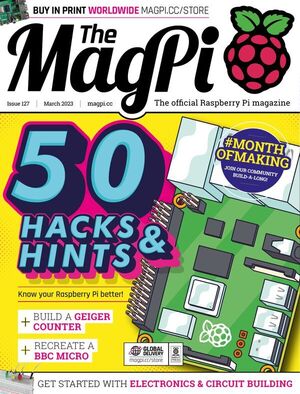 BUY IN PRINT WORLDWIDE MAGPI.CC/STORE
The
MagPi
Issue 127 | March 2023 | magpi.cc
The official Raspberry Pi magazine
#MONTH
OFMAKING
JOIN OUR COMMUNITY
BUILD-A-LONG!
50
HACKS &
HINTS
Know your Raspberry Pi better!
+ BUILD A GEIGER
COUNTER
+ RECREATE A
BBC MICRO
GLOBAL
DELIVERY
magpi.cc/store
GET STARTED WITH ELECTRONICS & CIRCUIT BUILDING